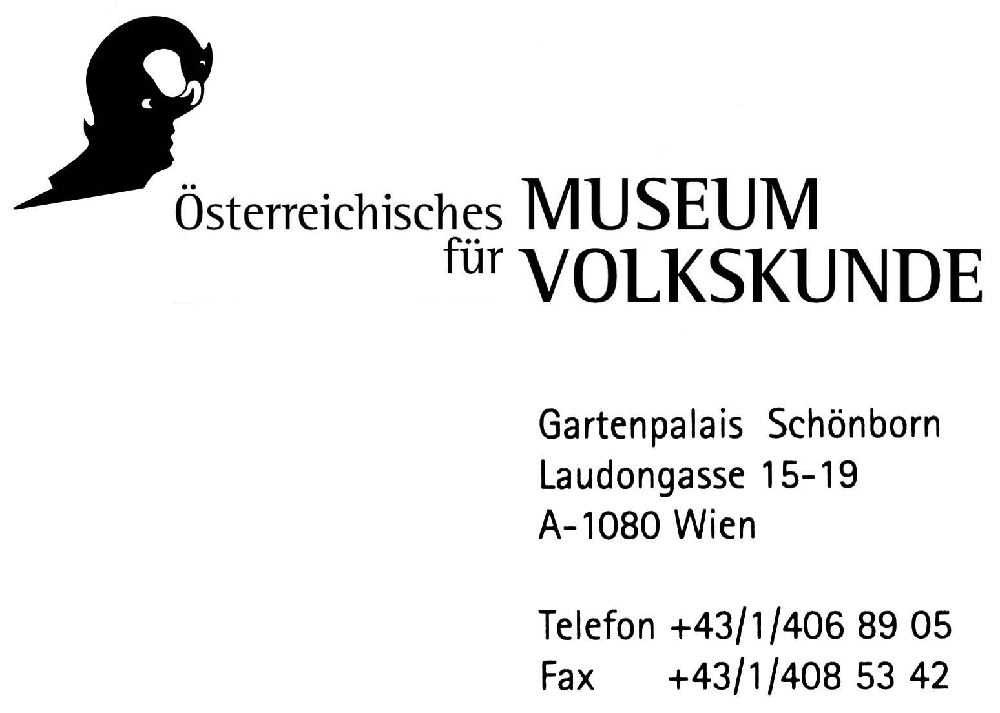 Österreichisches MUSEUM
für VOLKSKUNDE
Gartenpalais Schönborn
Laudongasse 15-19
A-1080 Wien
Telefon +43/1/406 89 05
Fax +43/1/408 53 42